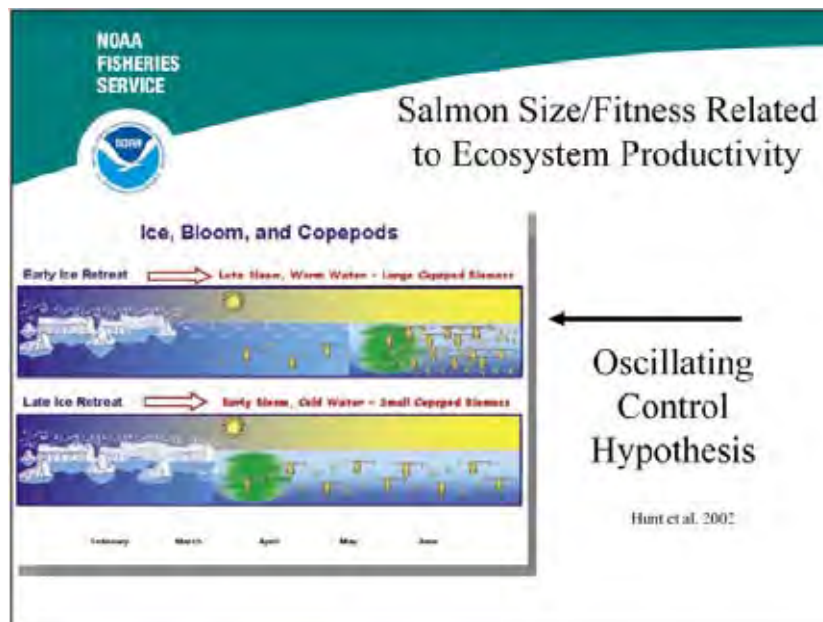 NOAA
FISHERIES
SERVICE
NOAA
Salmon Size/Fitness Related
to Ecosystem Productivity
Ice, Bloom, and Copepods
Early Ice Retreat
Late Bloom, Warm Water - Large Copepod Biomass
Late Ice Retreat
Early Bloom, Cold Water - Small Copepod Biomass
February March April May June
Oscillating
Control
Hypothesis
Hunt et al. 2002